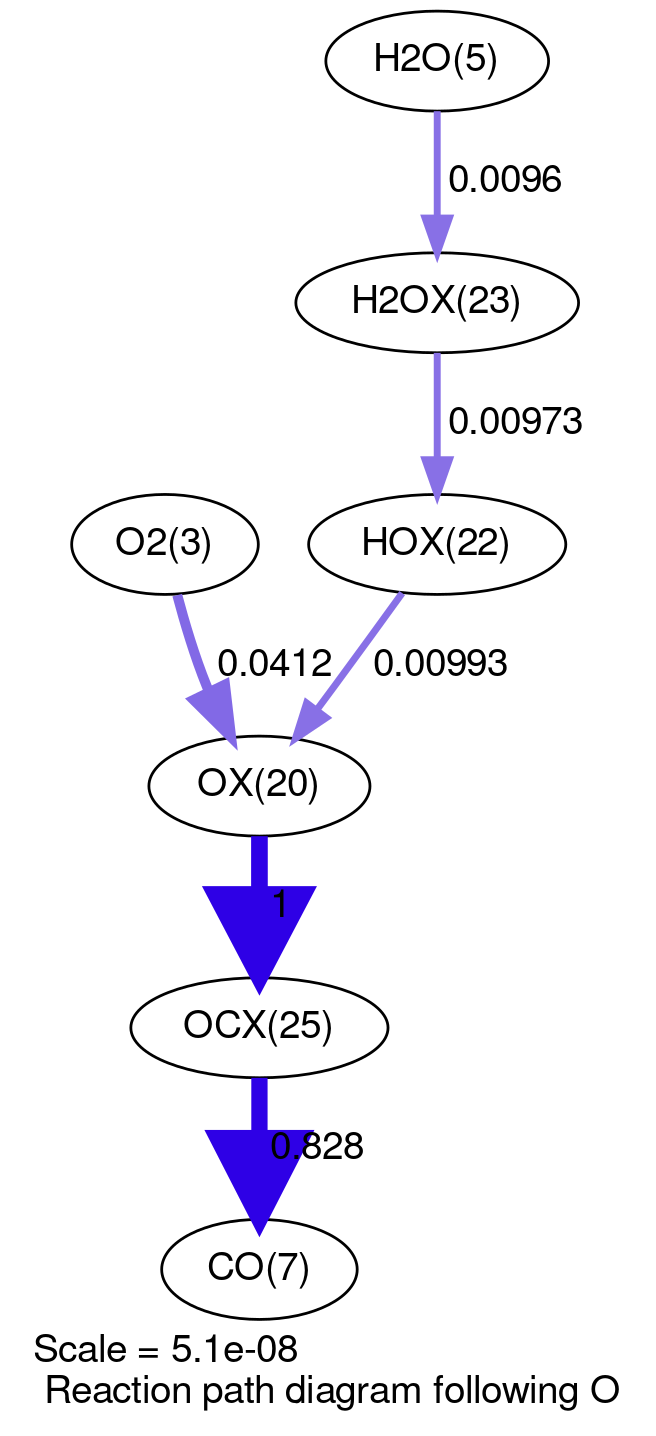 H2O(5)
0.0096
H2OX(23)
0.00973
O2(3)
HOX(22)
0.0412
0.00993
OX(20)
1
OCX(25)
0.828
CO(7)
Scale = 5.1e-08
Reaction path diagram following O